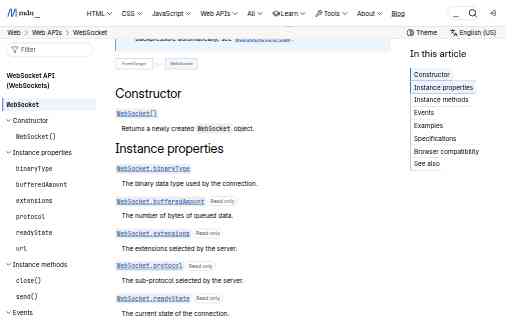 mdn_
HTML
CSS
JavaScript
Web APIs
All
Learn
Tools
About
Blog
Web
Web APIs
WebSocket
Theme
English (US)
Filter
WebSocket API
(WebSockets)
WebSocket
Constructor
WebSocket()
Instance properties
binaryType
bufferedAmount
extensions
protocol
readyState
url
Instance methods
close()
send()
Events
EventTarget
WebSocket
Constructor
WebSocket()
Returns a newly created WebSocket object.
Instance properties
WebSocket.binaryType
The binary data type used by the connection.
WebSocket.bufferedAmount Read only
The number of bytes of queued data.
WebSocket.extensions Read only
The extensions selected by the server.
WebSocket.protocol Read only
The sub-protocol selected by the server.
WebSocket.readyState Read only
The current state of the connection.
In this article
Constructor
Instance properties
Instance methods
Events
Examples
Specifications
Browser compatibility
See also